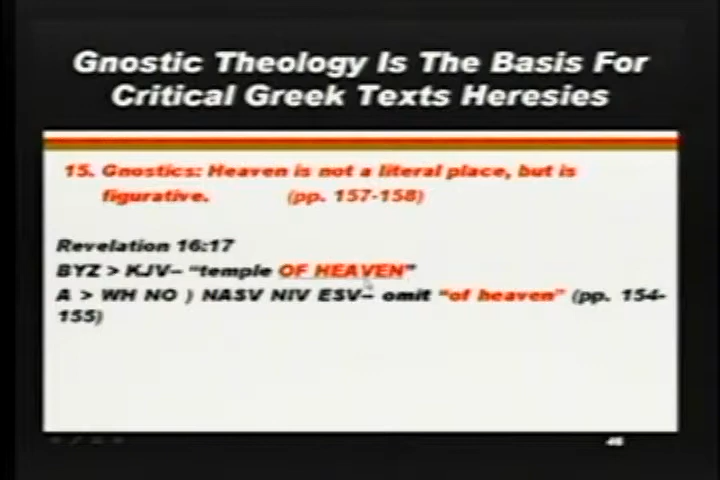 Gnostic Theology Is The Basis For
Critical Greek Texts Heresies
15. Gnostics: Heaven is not a literal place, but is
figurative. (pp. 157-158)
Revelation 16:17
BYZ > KJV– “temple OF HEAVEN”
A > WH NO ) NASV NIV ESV– omit “of heaven” (pp. 154-
155)
46